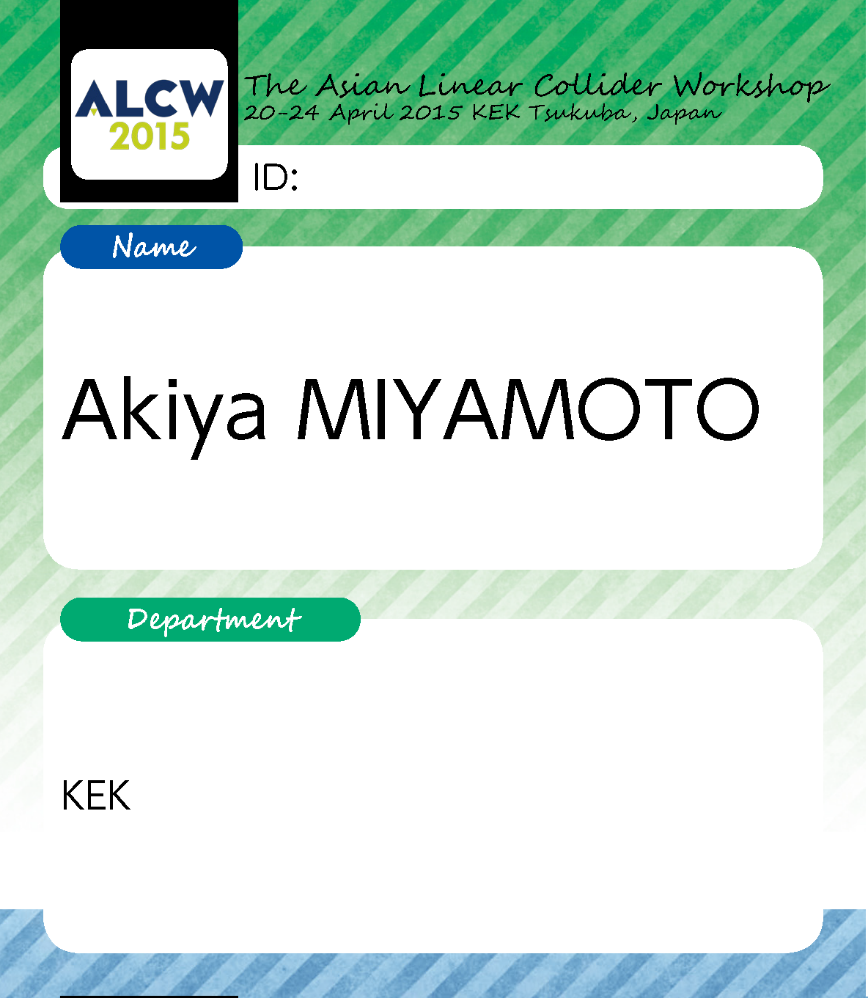 ALCW
2015
The Asian Linear Collider Workshop
20-24 April 2015 KEK Tsukuba, Japan
ID:
Name
Akiya MIYAMOTO
Department
KEK